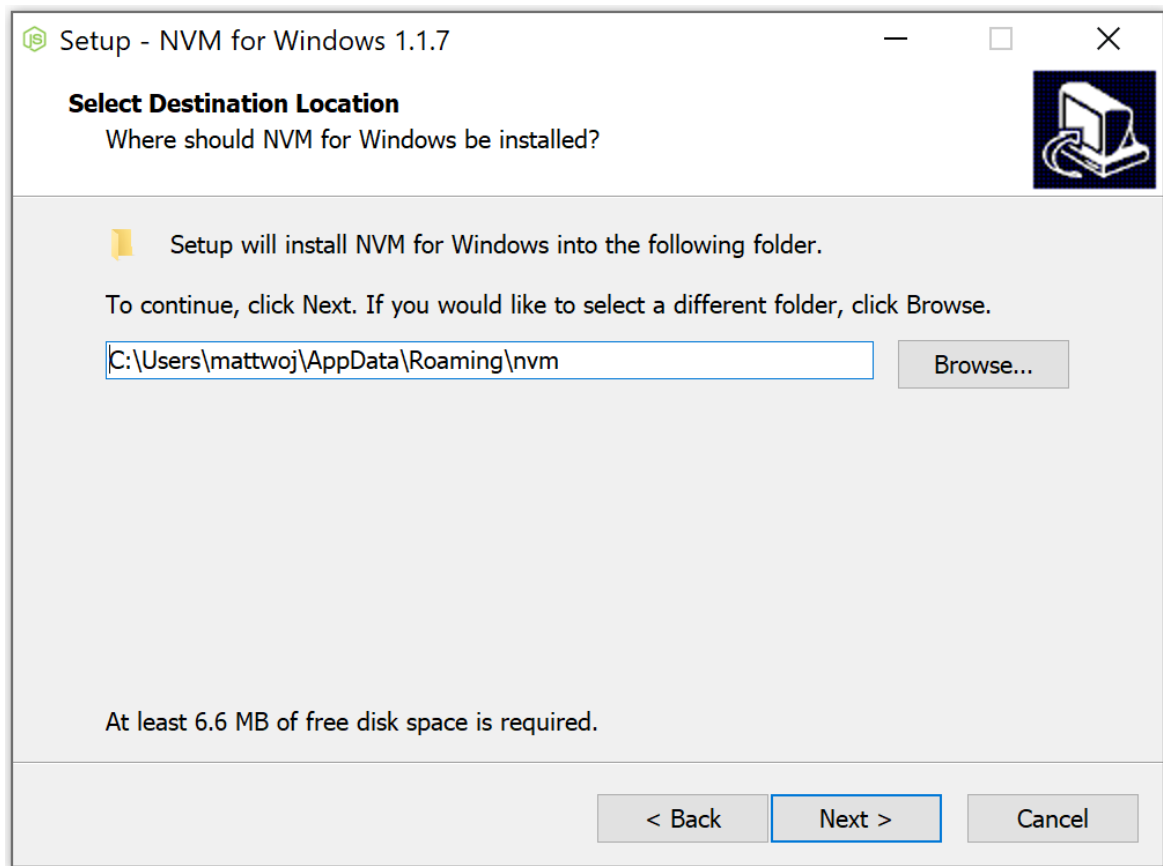 JS Setup - NVM for Windows 1.1.7
Select Destination Location
Where should NVM for Windows be installed?
Setup will install NVM for Windows into the following folder.
To continue, click Next. If you would like to select a different folder, click Browse.
C:\Users\mattwoj\AppData\Roaming\nvm
Browse...
At least 6.6 MB of free disk space is required.
< Back
Next >
Cancel